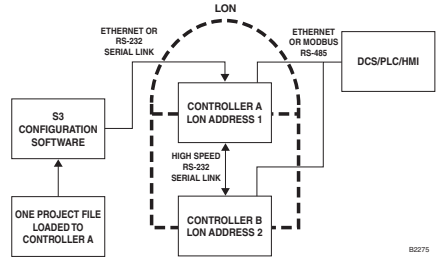 LON
ETHERNET OR
RS-232
SERIAL LINK
ETHERNET
OR MODBUS
RS-485
DCS/PLC/HMI
S3
CONFIGURATION
SOFTWARE
CONTROLLER A
LON ADDRESS 1
HIGH SPEED
RS-232
SERIAL LINK
ONE PROJECT FILE
LOADED TO
CONTROLLER A
CONTROLLER B
LON ADDRESS 2
B2275